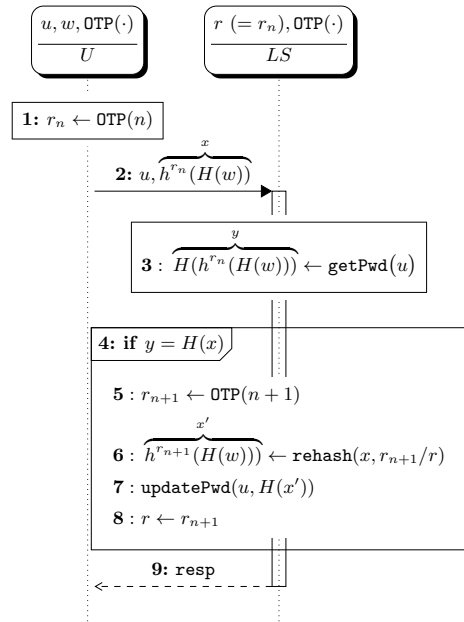 u, w, OTP(·)
U
r (= r_n), OTP(·)
LS
1: r_n ← OTP(n)
x
2: u, h^{r_n}(H(w))
y
3 : H(h^{r_n}(H(w))) ← getPwd(u)
4: if y = H(x)
5 : r_{n+1} ← OTP(n + 1)
x′
6 : h^{r_{n+1}}(H(w))) ← rehash(x, r_{n+1}/r)
7 : updatePwd(u, H(x′))
8 : r ← r_{n+1}
9: resp